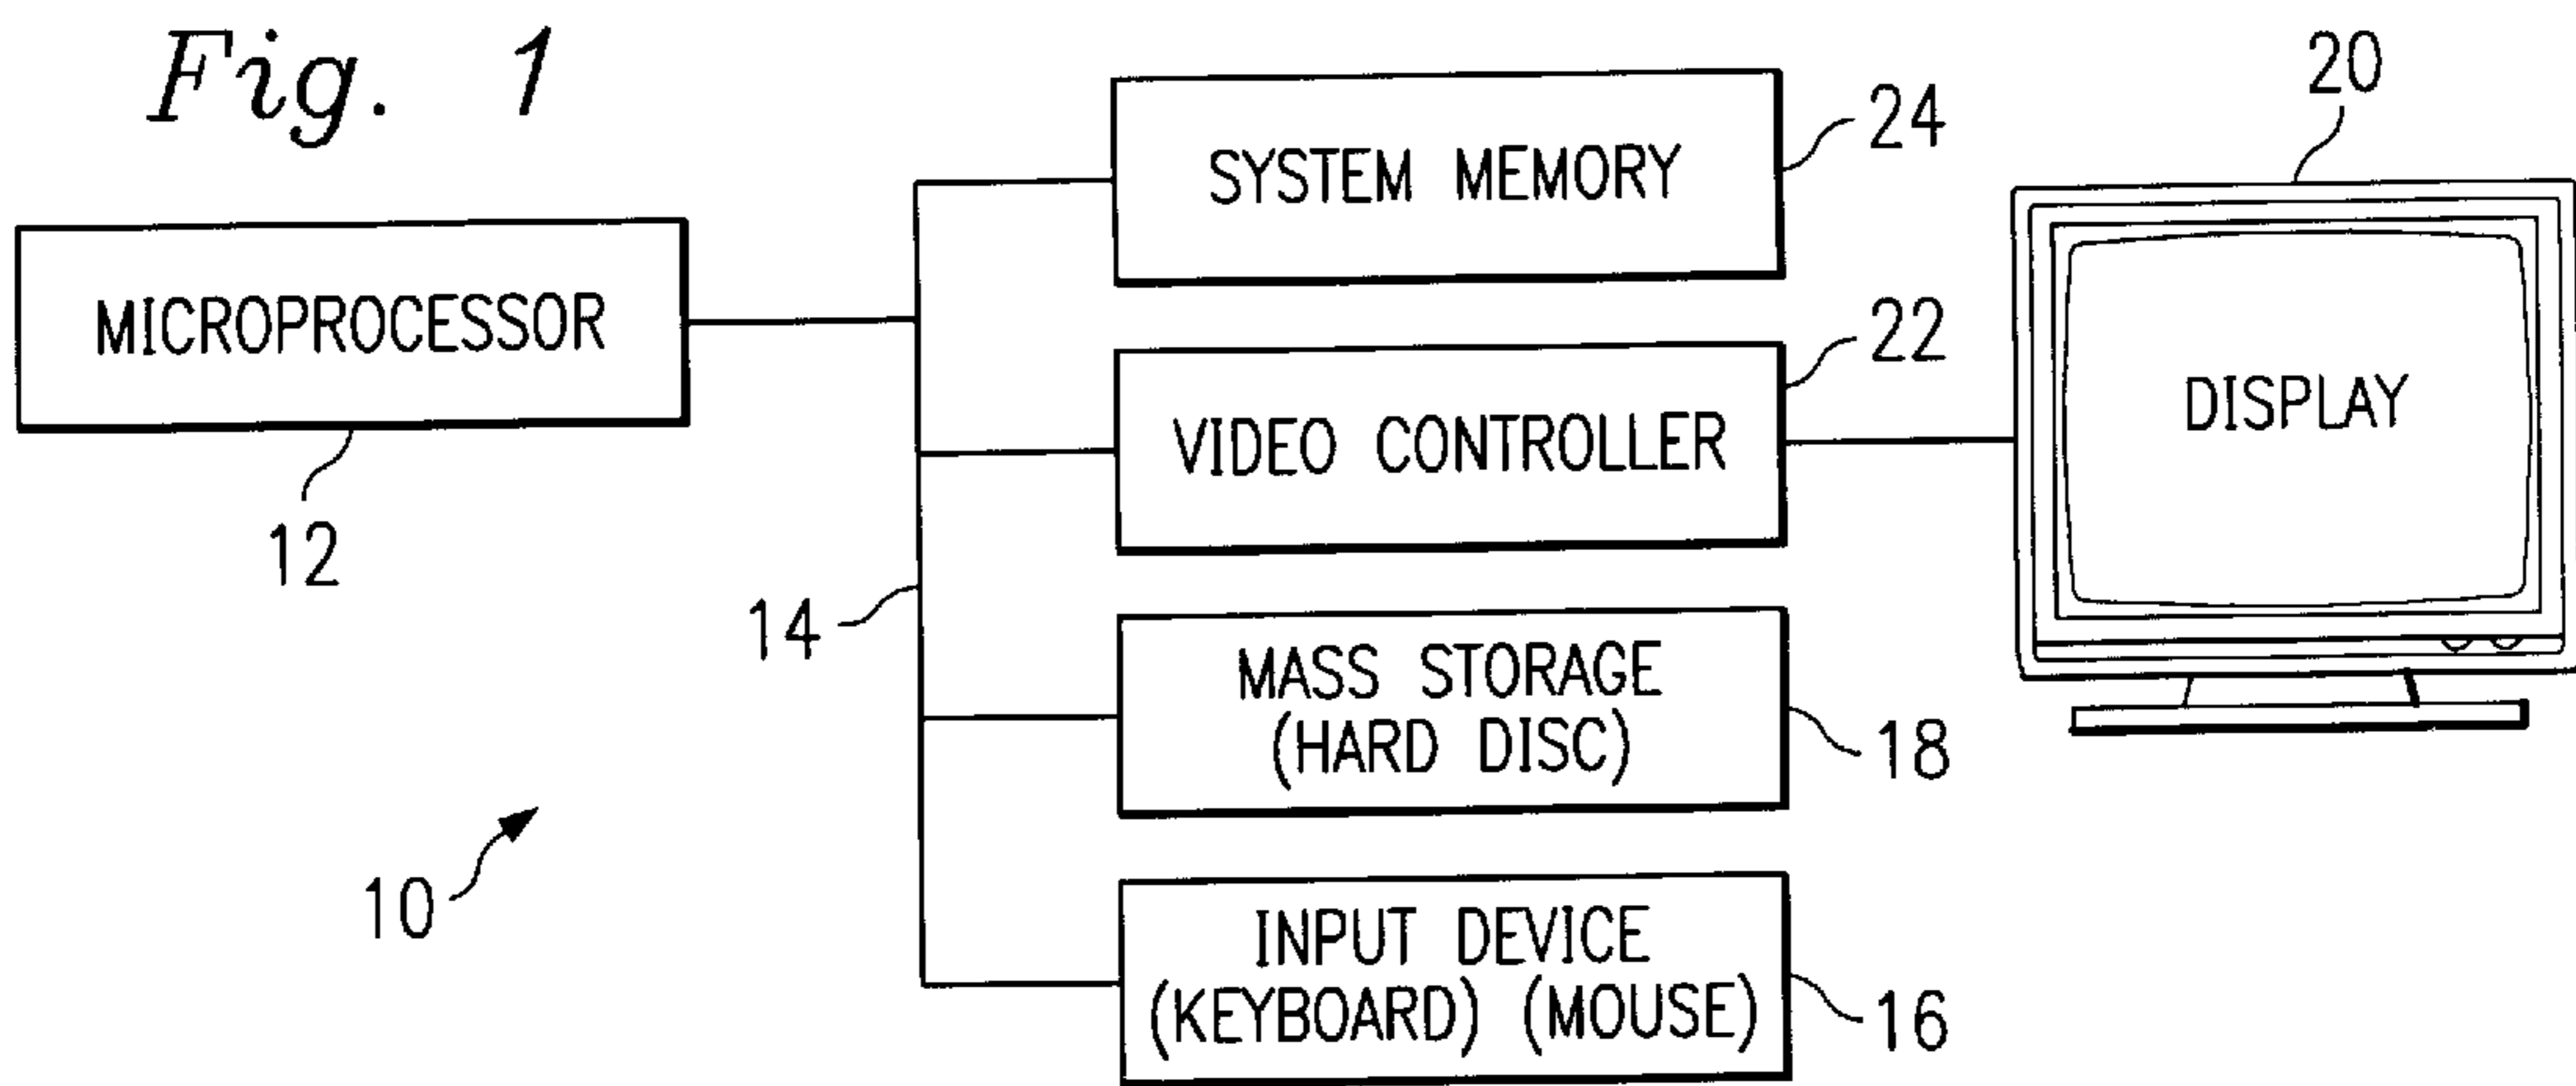 Fig. 1
20
24
SYSTEM MEMORY
MICROPROCESSOR
22
DISPLAY
VIDEO CONTROLLER
12
14
MASS STORAGE
(HARD DISC)
18
10
INPUT DEVICE
(KEYBOARD) (MOUSE)
16